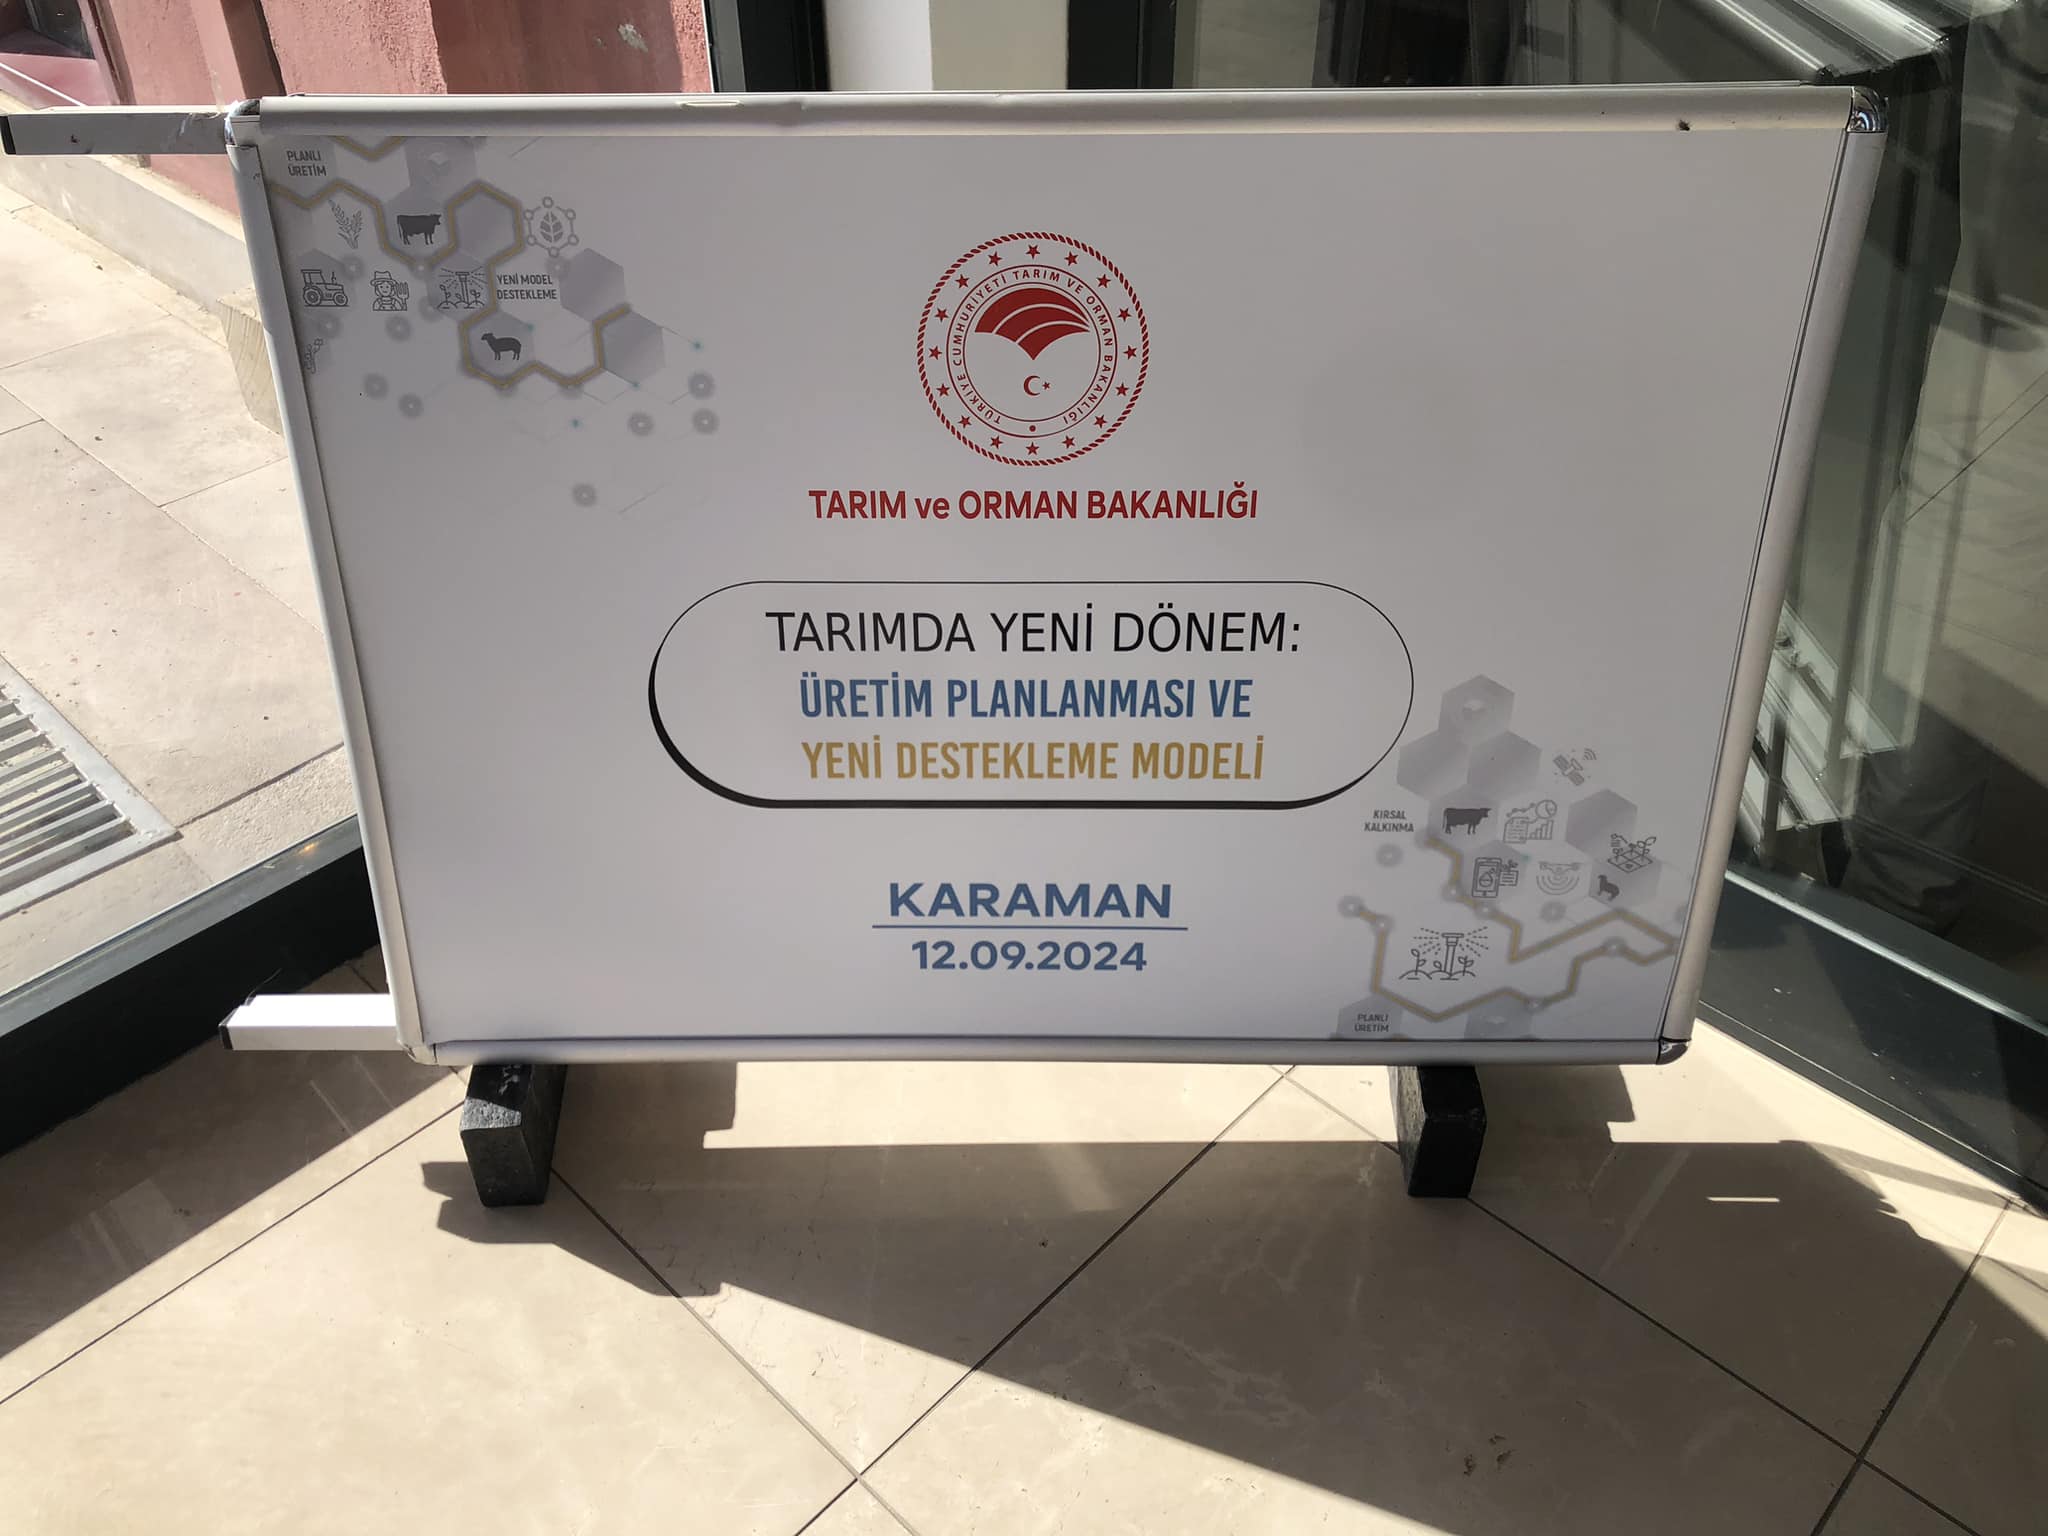 PLANLI
ÜRETİM
YENİ MODEL
DESTEKLEME
TÜRKİYE CUMHURİYETİ TARIM VE ORMAN BAKANLIĞI
TARIM ve ORMAN BAKANLIĞI
TARIMDA YENİ DÖNEM:
ÜRETİM PLANLANMASI VE
YENİ DESTEKLEME MODELİ
KIRSAL
KALKINMA
KARAMAN
12.09.2024
PLANLI
ÜRETİM